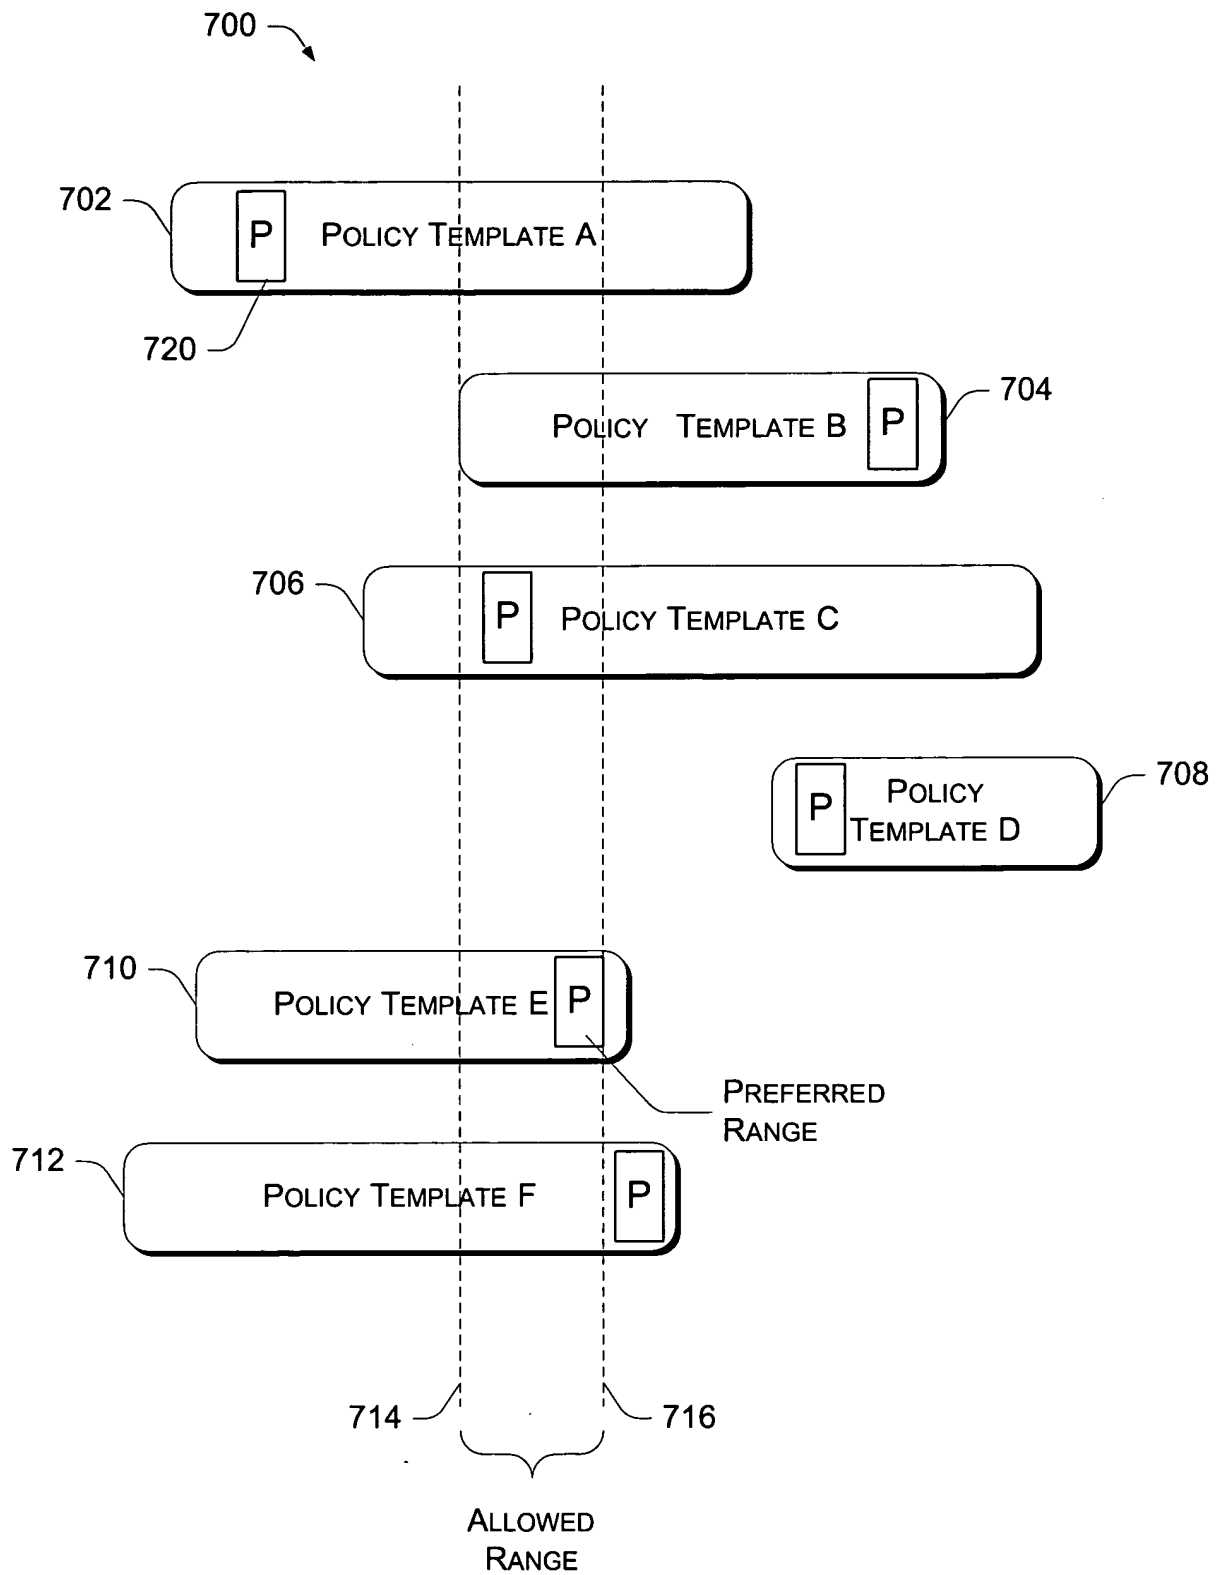 700
702
P
POLICY TEMPLATE A
720
704
POLICY TEMPLATE B
P
706
P
POLICY TEMPLATE C
708
P
POLICY
TEMPLATE D
710
POLICY TEMPLATE E
P
PREFERRED
RANGE
712
POLICY TEMPLATE F
P
714
716
ALLOWED
RANGE